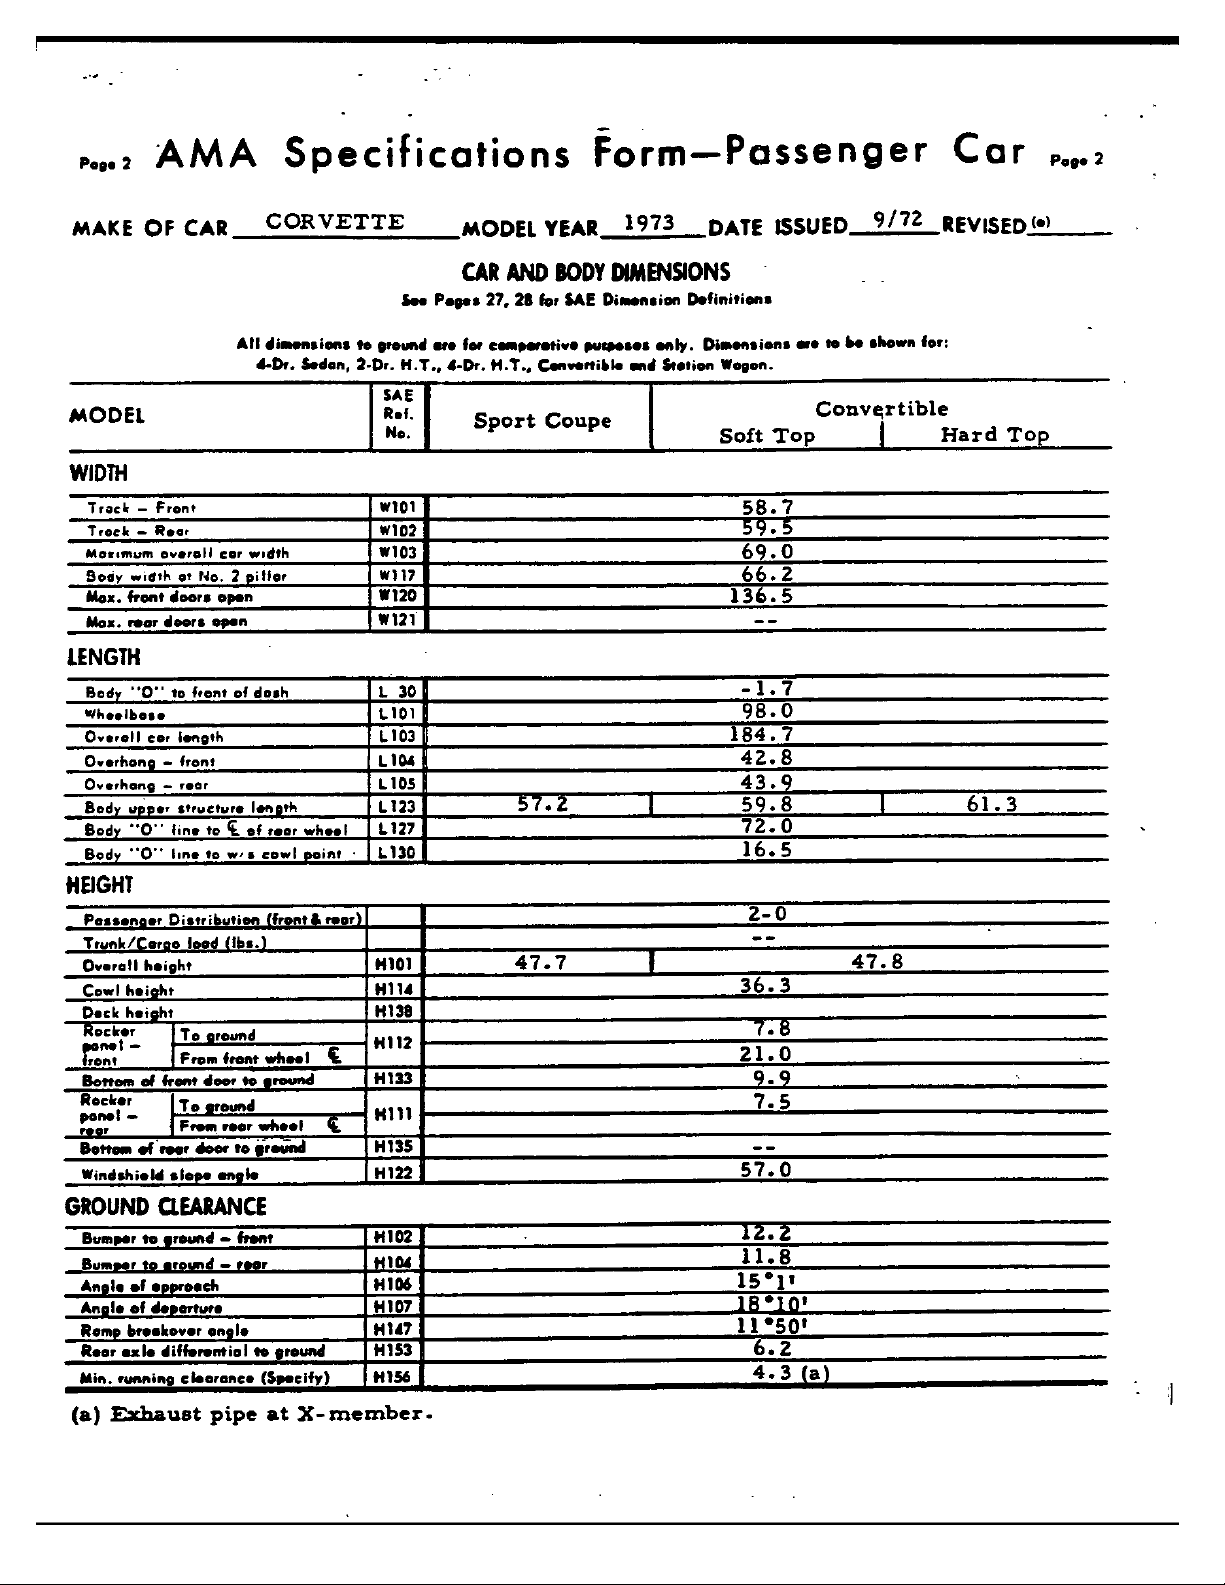 Page 2 AMA Specifications Form—Passenger Car Page 2
MAKE OF CAR CORVETTE MODEL YEAR 1973 DATE ISSUED 9/72 REVISED (•)
CAR AND BODY DIMENSIONS
See Pages 27, 28 for SAE Dimension Definitions
All dimensions to ground are for comparative purposes only. Dimensions are to be shown for:
4-Dr. Sedan, 2-Dr. H.T., 4-Dr. H.T., Convertible and Station Wagon.
MODEL SAE Ref. No. Sport Coupe Convertible
Soft Top Hard Top
WIDTH
Track – Front W101 58.7
Track – Rear W102 59.5
Maximum overall car width W103 69.0
Body width at No. 2 pillar W117 66.2
Max. front doors open W120 136.5
Max. rear doors open W121 --
LENGTH
Body "O" to front of dash L 30 -1.7
Wheelbase L101 98.0
Overall car length L103 184.7
Overhang – front L104 42.8
Overhang – rear L105 43.9
Body upper structure length L123 57.2 59.8 61.3
Body "O" line to ℄ of rear wheel L127 72.0
Body "O" line to w/s cowl point L130 16.5
HEIGHT
Passenger Distribution (front & rear) 2-0
Trunk/Cargo load (lbs.) --
Overall height H101 47.7 47.8
Cowl height H114 36.3
Deck height H138
Rocker panel – front To ground H112 7.8
From front wheel ℄ 21.0
Bottom of front door to ground H133 9.9
Rocker panel – rear To ground H111 7.5
From rear wheel ℄
Bottom of rear door to ground H135 --
Windshield slope angle H122 57.0
GROUND CLEARANCE
Bumper to ground – front H102 12.2
Bumper to ground – rear H104 11.8
Angle of approach H106 15°1'
Angle of departure H107 18°10'
Ramp breakover angle H147 11°50'
Rear axle differential to ground H153 6.2
Min. running clearance (Specify) H156 4.3 (a)
(a) Exhaust pipe at X-member.